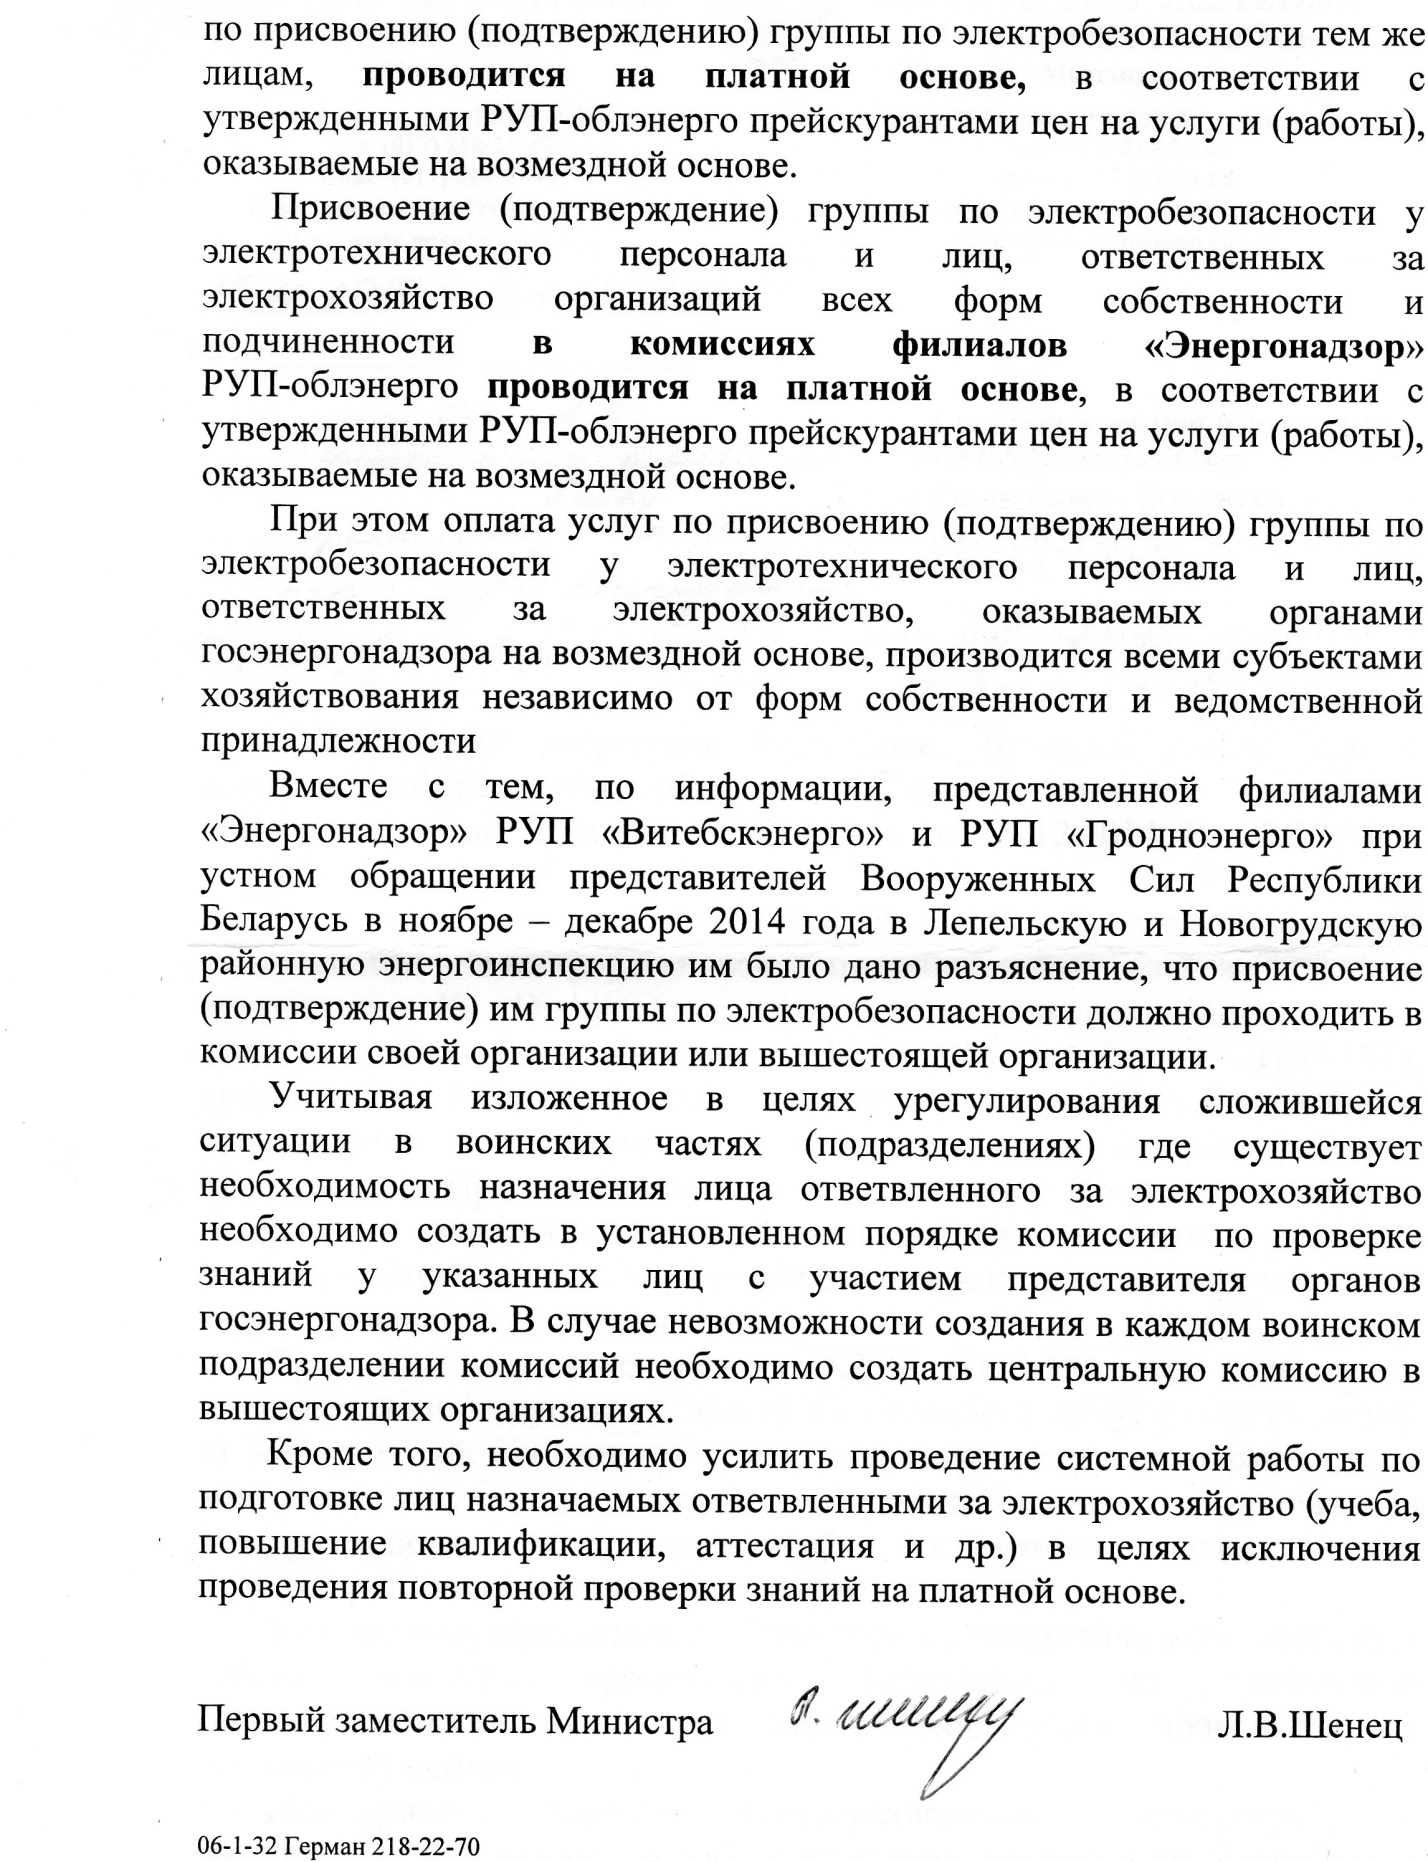 по присвоению (подтверждению) группы по электробезопасности тем же
лицам, проводится на платной основе, в соответствии с
утвержденными РУП-облэнерго прейскурантами цен на услуги (работы),
оказываемые на возмездной основе.
Присвоение (подтверждение) группы по электробезопасности у
электротехнического персонала и лиц, ответственных за
электрохозяйство организаций всех форм собственности и
подчиненности в комиссиях филиалов «Энергонадзор»
РУП-облэнерго проводится на платной основе, в соответствии с
утвержденными РУП-облэнерго прейскурантами цен на услуги (работы),
оказываемые на возмездной основе.
При этом оплата услуг по присвоению (подтверждению) группы по
электробезопасности у электротехнического персонала и лиц,
ответственных за электрохозяйство, оказываемых органами
госэнергонадзора на возмездной основе, производится всеми субъектами
хозяйствования независимо от форм собственности и ведомственной
принадлежности
Вместе с тем, по информации, представленной филиалами
«Энергонадзор» РУП «Витебскэнерго» и РУП «Гродноэнерго» при
устном обращении представителей Вооруженных Сил Республики
Беларусь в ноябре – декабре 2014 года в Лепельскую и Новогрудскую
районную энергоинспекцию им было дано разъяснение, что присвоение
(подтверждение) им группы по электробезопасности должно проходить в
комиссии своей организации или вышестоящей организации.
Учитывая изложенное в целях урегулирования сложившейся
ситуации в воинских частях (подразделениях) где существует
необходимость назначения лица ответвленного за электрохозяйство
необходимо создать в установленном порядке комиссии по проверке
знаний у указанных лиц с участием представителя органов
госэнергонадзора. В случае невозможности создания в каждом воинском
подразделении комиссий необходимо создать центральную комиссию в
вышестоящих организациях.
Кроме того, необходимо усилить проведение системной работы по
подготовке лиц назначаемых ответвленными за электрохозяйство (учеба,
повышение квалификации, аттестация и др.) в целях исключения
проведения повторной проверки знаний на платной основе.
Первый заместитель Министра Л.В.Шенец
06-1-32 Герман 218-22-70